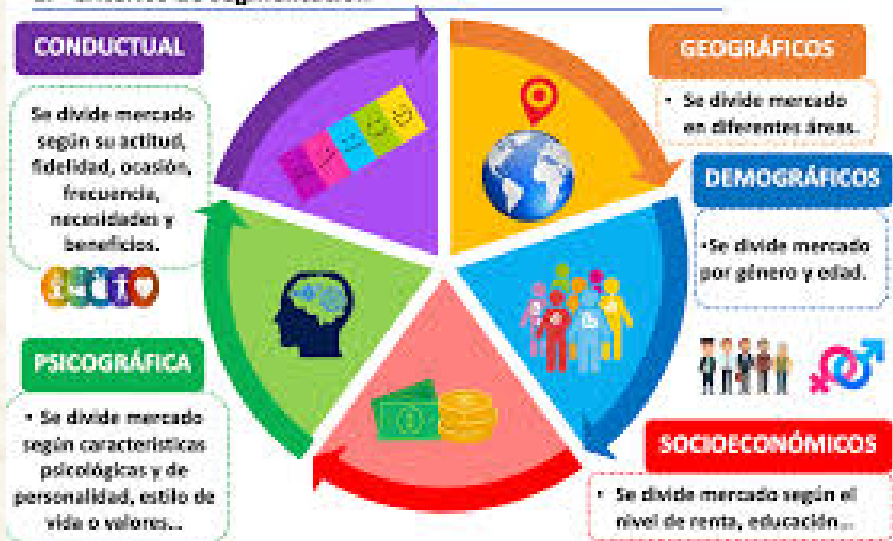 CONDUCTUAL
Se divide mercado
según su actitud,
fidelidad, ocasión,
frecuencia,
necesidades y
beneficios.
GEOGRÁFICOS
• Se divide mercado
en diferentes áreas.
DEMOGRÁFICOS
•Se divide mercado
por género y edad.
PSICOGRÁFICA
• Se divide mercado
según características
psicológicas y de
personalidad, estilo de
vida o valores...
SOCIOECONÓMICOS
• Se divide mercado según el
nivel de renta, educación...